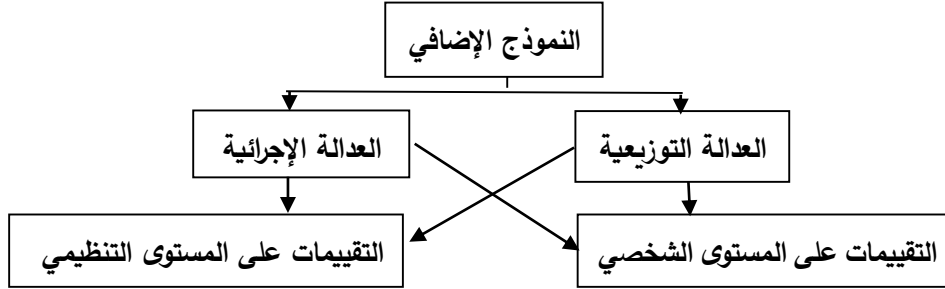 النموذج الإضافي
العدالة التوزيعية
العدالة الإجرائية
التقييمات على المستوى الشخصي
التقييمات على المستوى التنظيمي